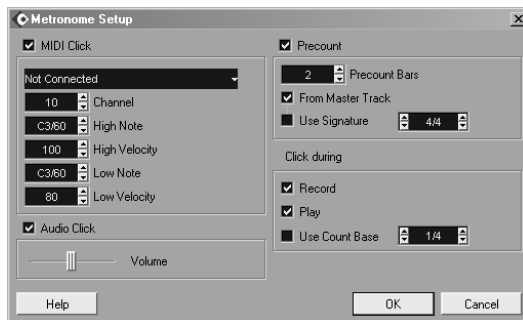 Metronome Setup
MIDI Click
Not Connected
10 Channel
C3/60 High Note
100 High Velocity
C3/60 Low Note
80 Low Velocity
Audio Click
Volume
Precount
2 Precount Bars
From Master Track
Use Signature 4/4
Click during
Record
Play
Use Count Base 1/4
Help
OK
Cancel